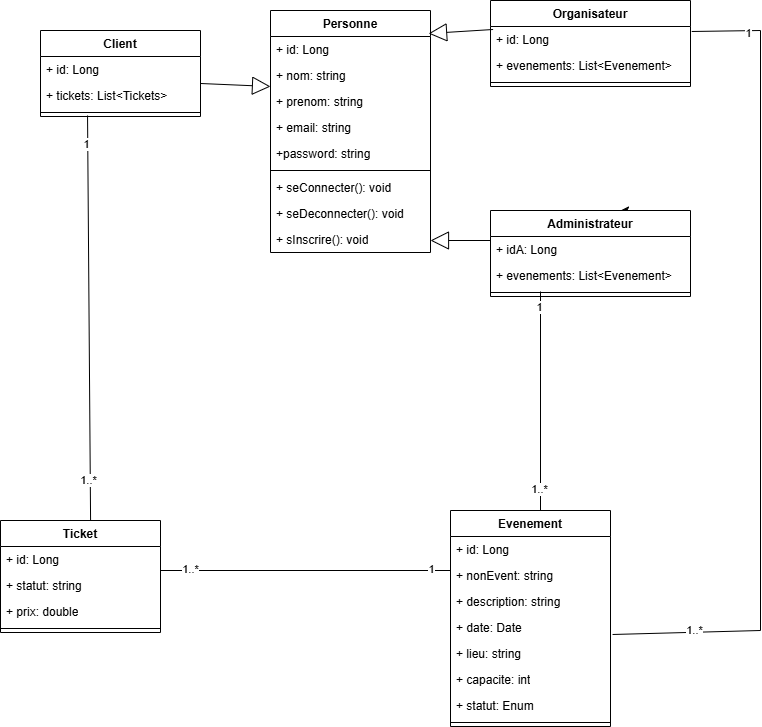 Client
+ id: Long
+ tickets: List<Tickets>
Personne
+ id: Long
+ nom: string
+ prenom: string
+ email: string
+password: string
+ seConnecter(): void
+ seDeconnecter(): void
+ sInscrire(): void
Organisateur
+ id: Long
+ evenements: List<Evenement>
1
Administrateur
+ idA: Long
+ evenements: List<Evenement>
1
1
1..*
1..*
Ticket
+ id: Long
+ statut: string
+ prix: double
1..*
1
Evenement
+ id: Long
+ nonEvent: string
+ description: string
+ date: Date
+ lieu: string
+ capacite: int
+ statut: Enum
1..*